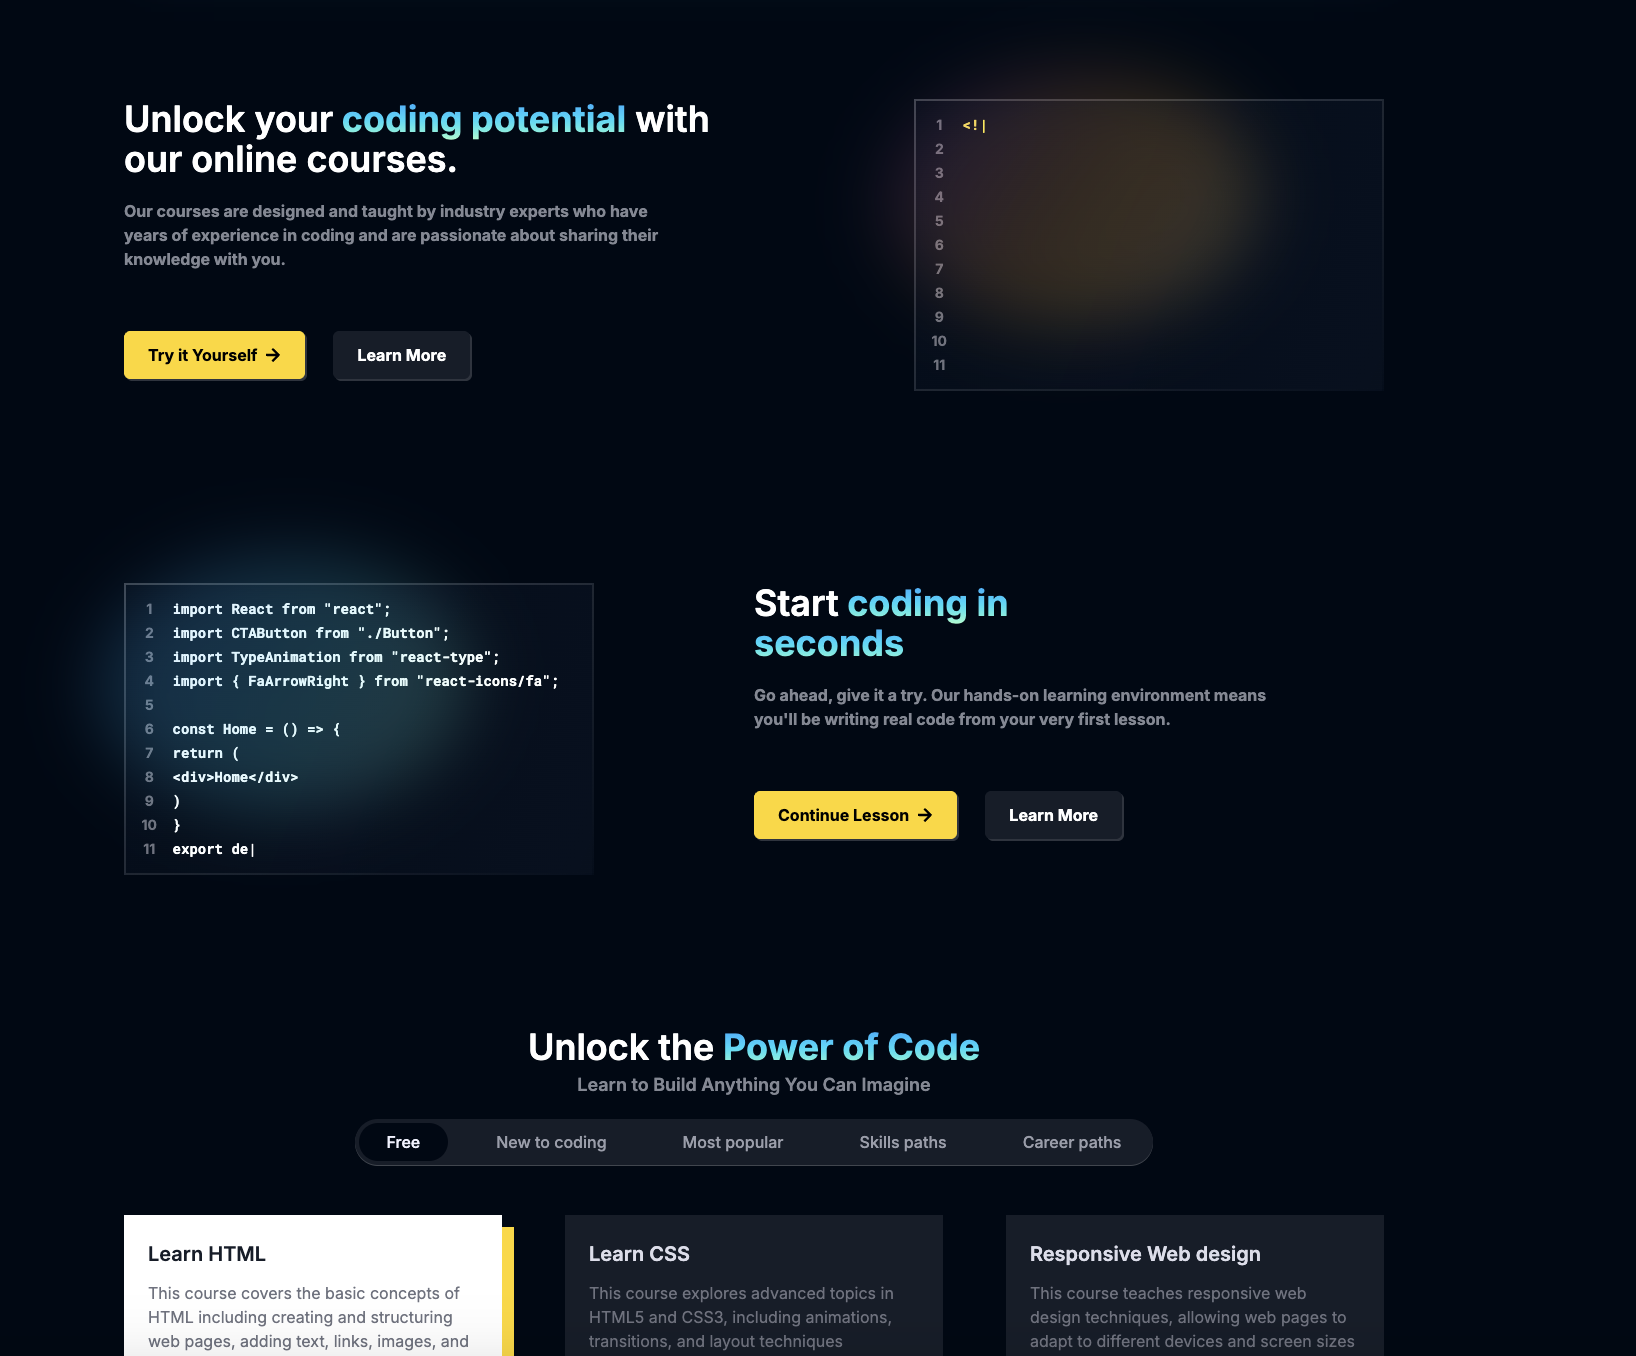 Unlock your coding potential with
our online courses.
Our courses are designed and taught by industry experts who have
years of experience in coding and are passionate about sharing their
knowledge with you.
Try it Yourself →
Learn More
1 <!|
2
3
4
5
6
7
8
9
10
11
1 import React from "react";
2 import CTAButton from "./Button";
3 import TypeAnimation from "react-type";
4 import { FaArrowRight } from "react-icons/fa";
5
6 const Home = () => {
7 return (
8 <div>Home</div>
9 )
10 }
11 export de|
Start coding in
seconds
Go ahead, give it a try. Our hands-on learning environment means
you'll be writing real code from your very first lesson.
Continue Lesson →
Learn More
Unlock the Power of Code
Learn to Build Anything You Can Imagine
Free New to coding Most popular Skills paths Career paths
Learn HTML
This course covers the basic concepts of
HTML including creating and structuring
web pages, adding text, links, images, and
Learn CSS
This course explores advanced topics in
HTML5 and CSS3, including animations,
transitions, and layout techniques
Responsive Web design
This course teaches responsive web
design techniques, allowing web pages to
adapt to different devices and screen sizes